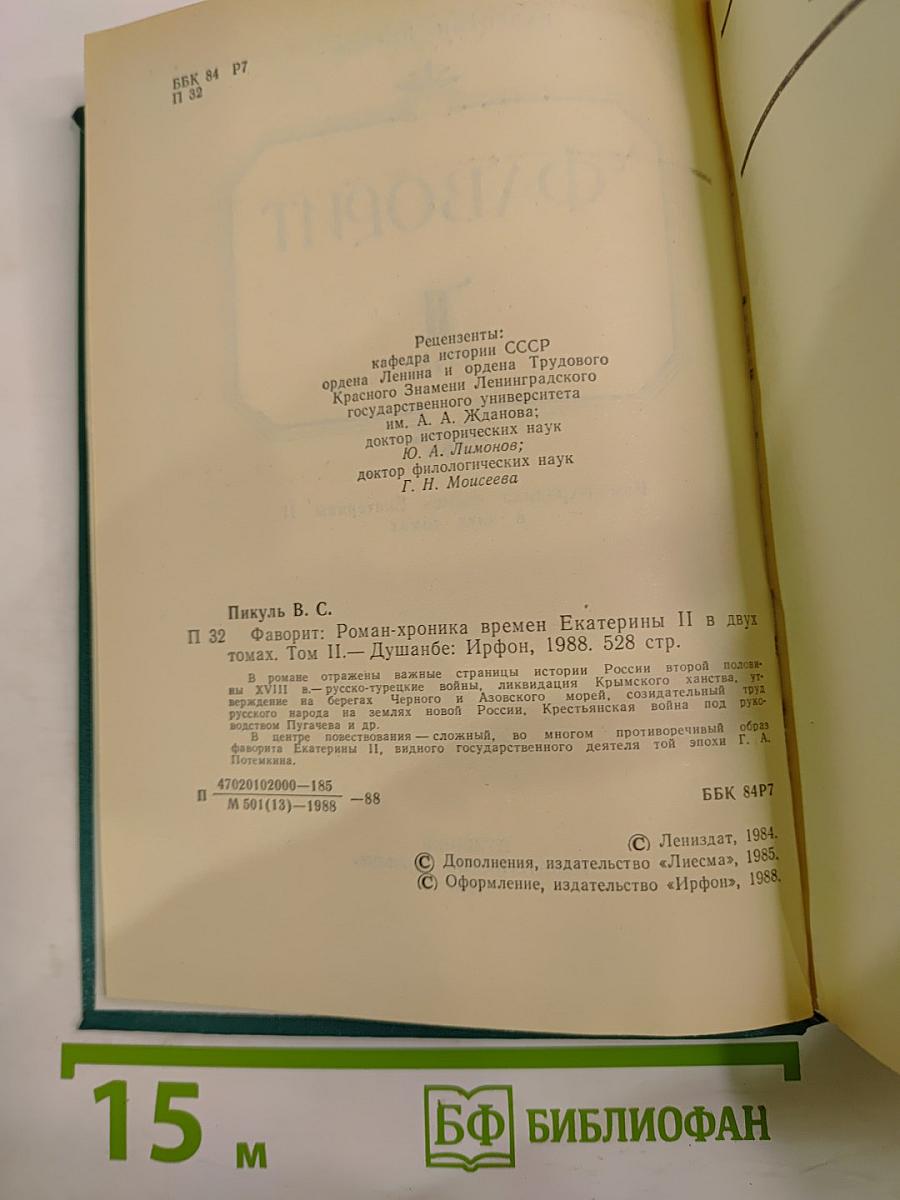 ББК 84 Р7
П 32
ФАВОРИТ
II
Рецензенты:
кафедра истории СССР
ордена Ленина и ордена Трудового
Красного Знамени Ленинградского
государственного университета
им. А. А. Жданова;
доктор исторических наук
Ю. А. Лимонов;
доктор филологических наук
Г. Н. Моисеева
Пикуль В. С.
П 32 Фаворит: Роман-хроника времен Екатерины II в двух
томах. Том II.— Душанбе: Ирфон, 1988. 528 стр.
В романе отражены важные страницы истории России второй полови-
ны XVIII в.— русско-турецкие войны, ликвидация Крымского ханства, ут-
верждение на берегах Черного и Азовского морей, созидательный труд
русского народа на землях новой России, Крестьянская война под руко-
водством Пугачева и др.
В центре повествования — сложный, во многом противоречивый образ
фаворита Екатерины II, видного государственного деятеля той эпохи Г. А.
Потемкина.
П 47020102000—185
М 501(13)—1988 —88
ББК 84Р7
© Лениздат, 1984.
© Дополнения, издательство «Лиесма», 1985.
© Оформление, издательство «Ирфон», 1988.
15 м
БФ БИБЛИОФАН